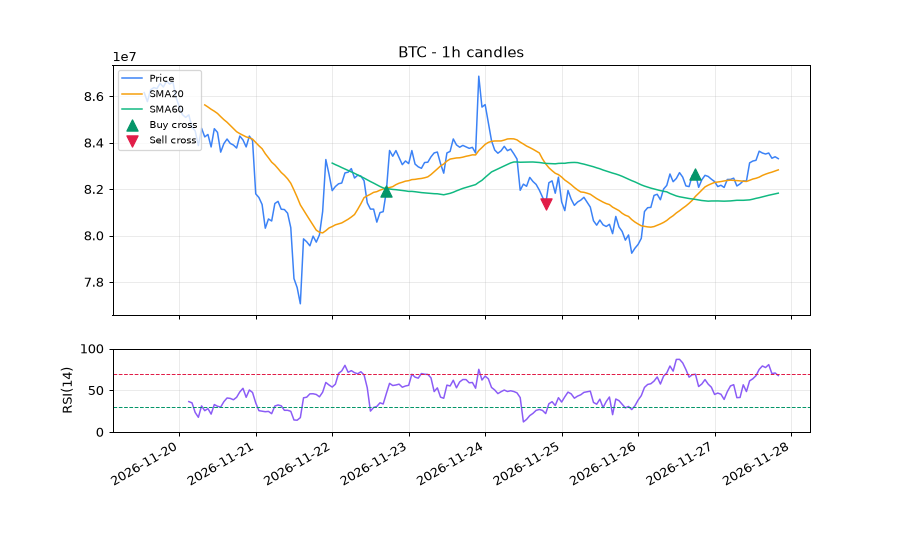 BTC - 1h candles
1e7
Price
SMA20
SMA60
Buy cross
Sell cross
8.6
8.4
8.2
8.0
7.8
100
50
0
RSI(14)
2026-11-20
2026-11-21
2026-11-22
2026-11-23
2026-11-24
2026-11-25
2026-11-26
2026-11-27
2026-11-28